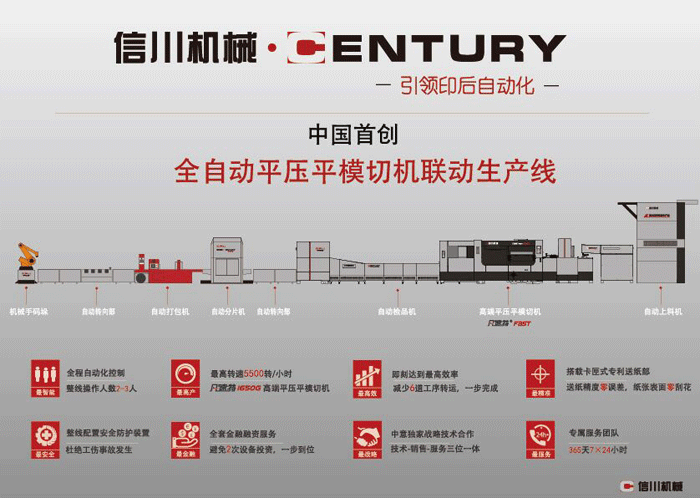 信川机械·CENTURY
— 引领印后自动化 —
中国首创
全自动平压平模切机联动生产线
机械手码垛 自动转向部 自动打包机 自动分片机 自动转向部 自动检品机 高端平压平模切机 自动上料机
FAST
最智能 全程自动化控制
整线操作人数2-3人
最高产 最高转速5500转/小时
1650G 高端平压平模切机
最高效 即刻达到最高效率
减少6道工序转运，一步完成
最精准 搭载卡匣式专利送纸部
送纸精度零误差，纸张表面零刮花
最安全 整线配置安全防护装置
杜绝工伤事故发生
最金融 全套金融融资服务
避免2次设备投资，一步到位
最战略 中意独家战略技术合作
技术-销售-服务三位一体
24h
最服务 专属服务团队
365天7×24小时
信川机械